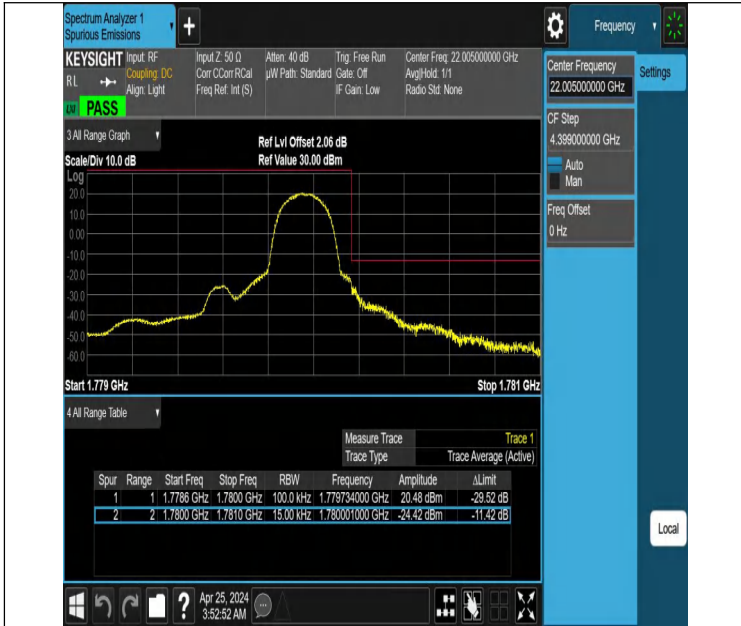 Spectrum Analyzer 1
Spurious Emissions
Frequency
KEYSIGHT
RL
LNI
PASS
Input: RF
Coupling: DC
Align: Light
Input Z: 50 Ω
Corr CCorr RCal
Freq Ref: Int (S)
Atten: 40 dB
µW Path: Standard
Trig: Free Run
Gate: Off
IF Gain: Low
Center Freq: 22.005000000 GHz
Avg|Hold: 1/1
Radio Std: None
Center Frequency
22.005000000 GHz
Settings
CF Step
4.399000000 GHz
Auto
Man
Freq Offset
0 Hz
3 All Range Graph
Scale/Div 10.0 dB
Ref Lvl Offset 2.06 dB
Ref Value 30.00 dBm
Log
20.0
10.0
0.00
-10.0
-20.0
-30.0
-40.0
-50.0
-60.0
Start 1.779 GHz
Stop 1.781 GHz
4 All Range Table
Measure Trace Trace 1
Trace Type Trace Average (Active)
Spur Range Start Freq Stop Freq RBW Frequency Amplitude ΔLimit
1 1 1.7786 GHz 1.7800 GHz 100.0 kHz 1.779734000 GHz 20.48 dBm -29.52 dB
2 2 1.7800 GHz 1.7810 GHz 15.00 kHz 1.780001000 GHz -24.42 dBm -11.42 dB
Local
?
Apr 25, 2024
3:52:52 AM